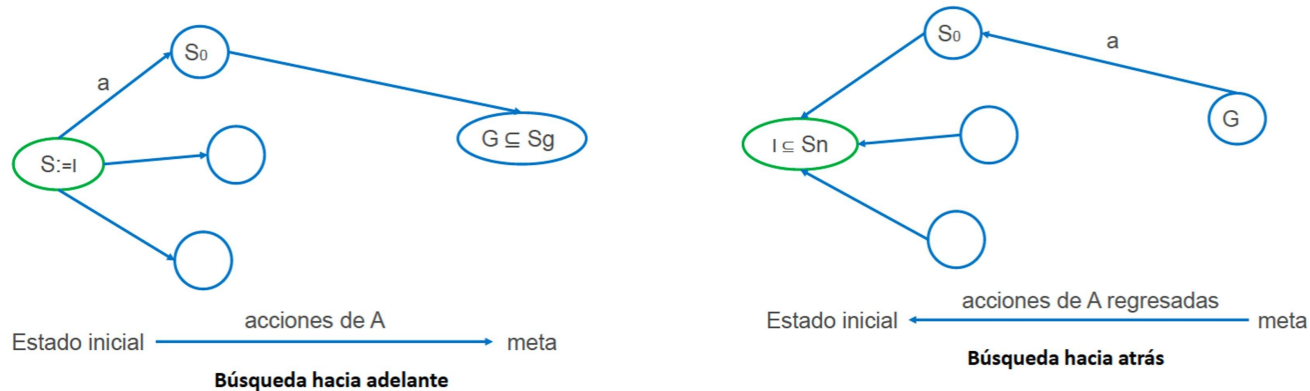 S₀
a
G ⊆ Sg
S:=I
acciones de A
Estado inicial
meta
Búsqueda hacia adelante
S₀
a
G
I ⊆ Sn
acciones de A regresadas
Estado inicial
meta
Búsqueda hacia atrás